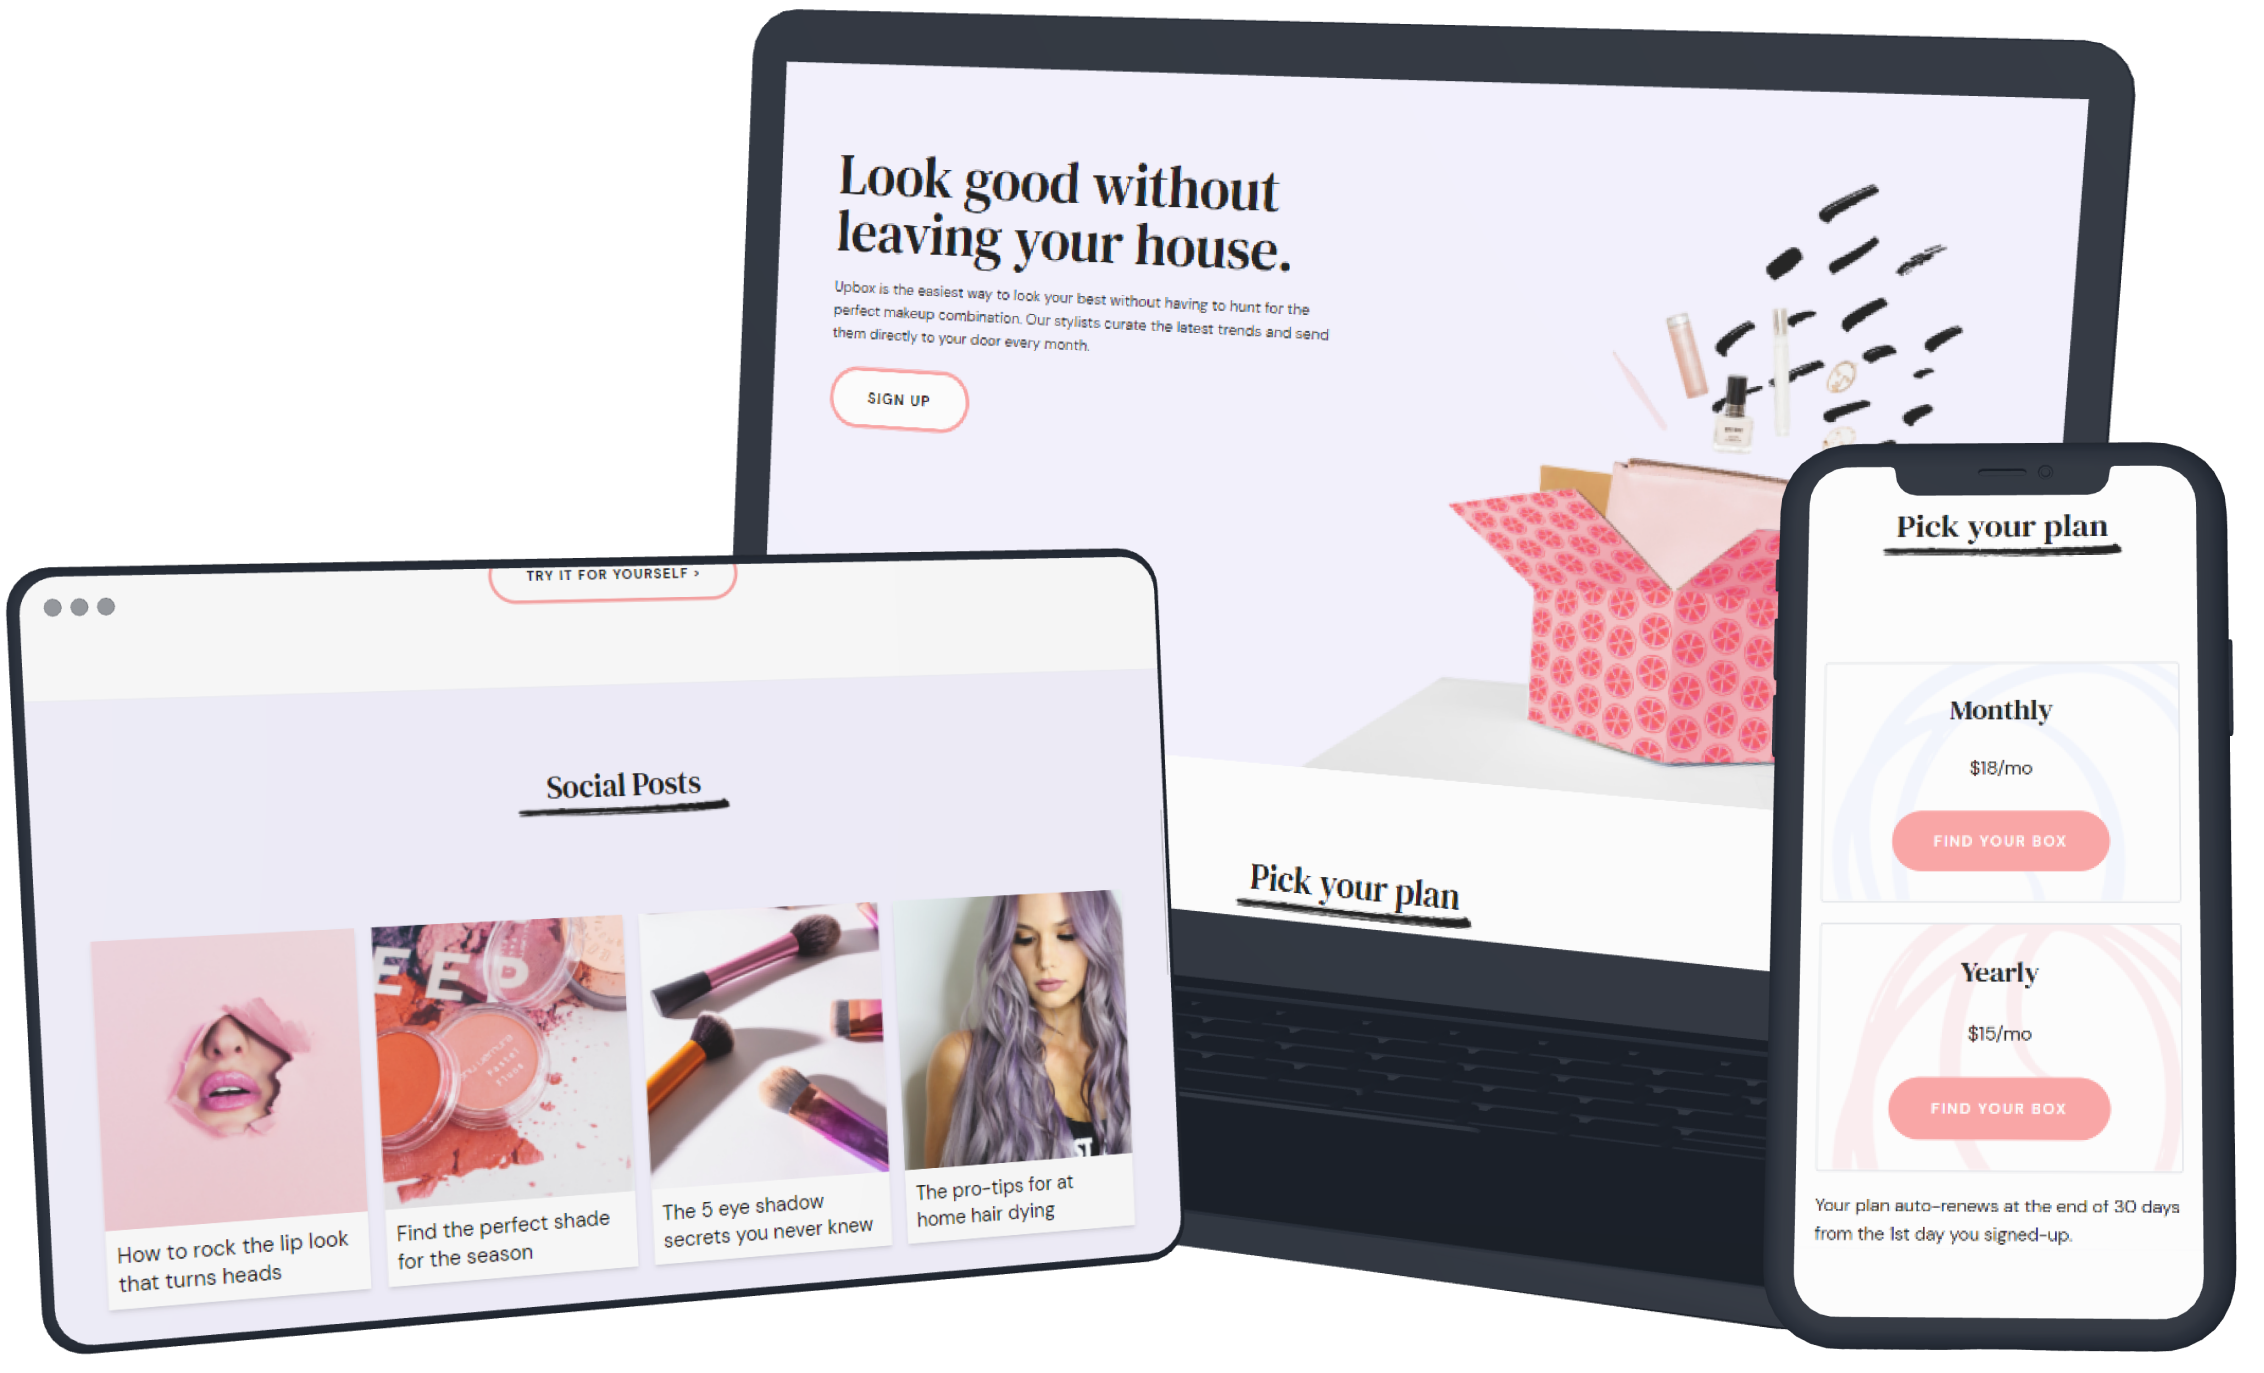 Look good without
leaving your house.
Upbox is the easiest way to look your best without having to hunt for the
perfect makeup combination. Our stylists curate the latest trends and send
them directly to your door every month.
SIGN UP
Pick your plan
TRY IT FOR YOURSELF >
Social Posts
EEP
shu uemura
How to rock the lip look
that turns heads
Find the perfect shade
for the season
The 5 eye shadow
secrets you never knew
The pro-tips for at
home hair dying
Pick your plan
Monthly
$18/mo
FIND YOUR BOX
Yearly
$15/mo
FIND YOUR BOX
Your plan auto-renews at the end of 30 days
from the 1st day you signed-up.